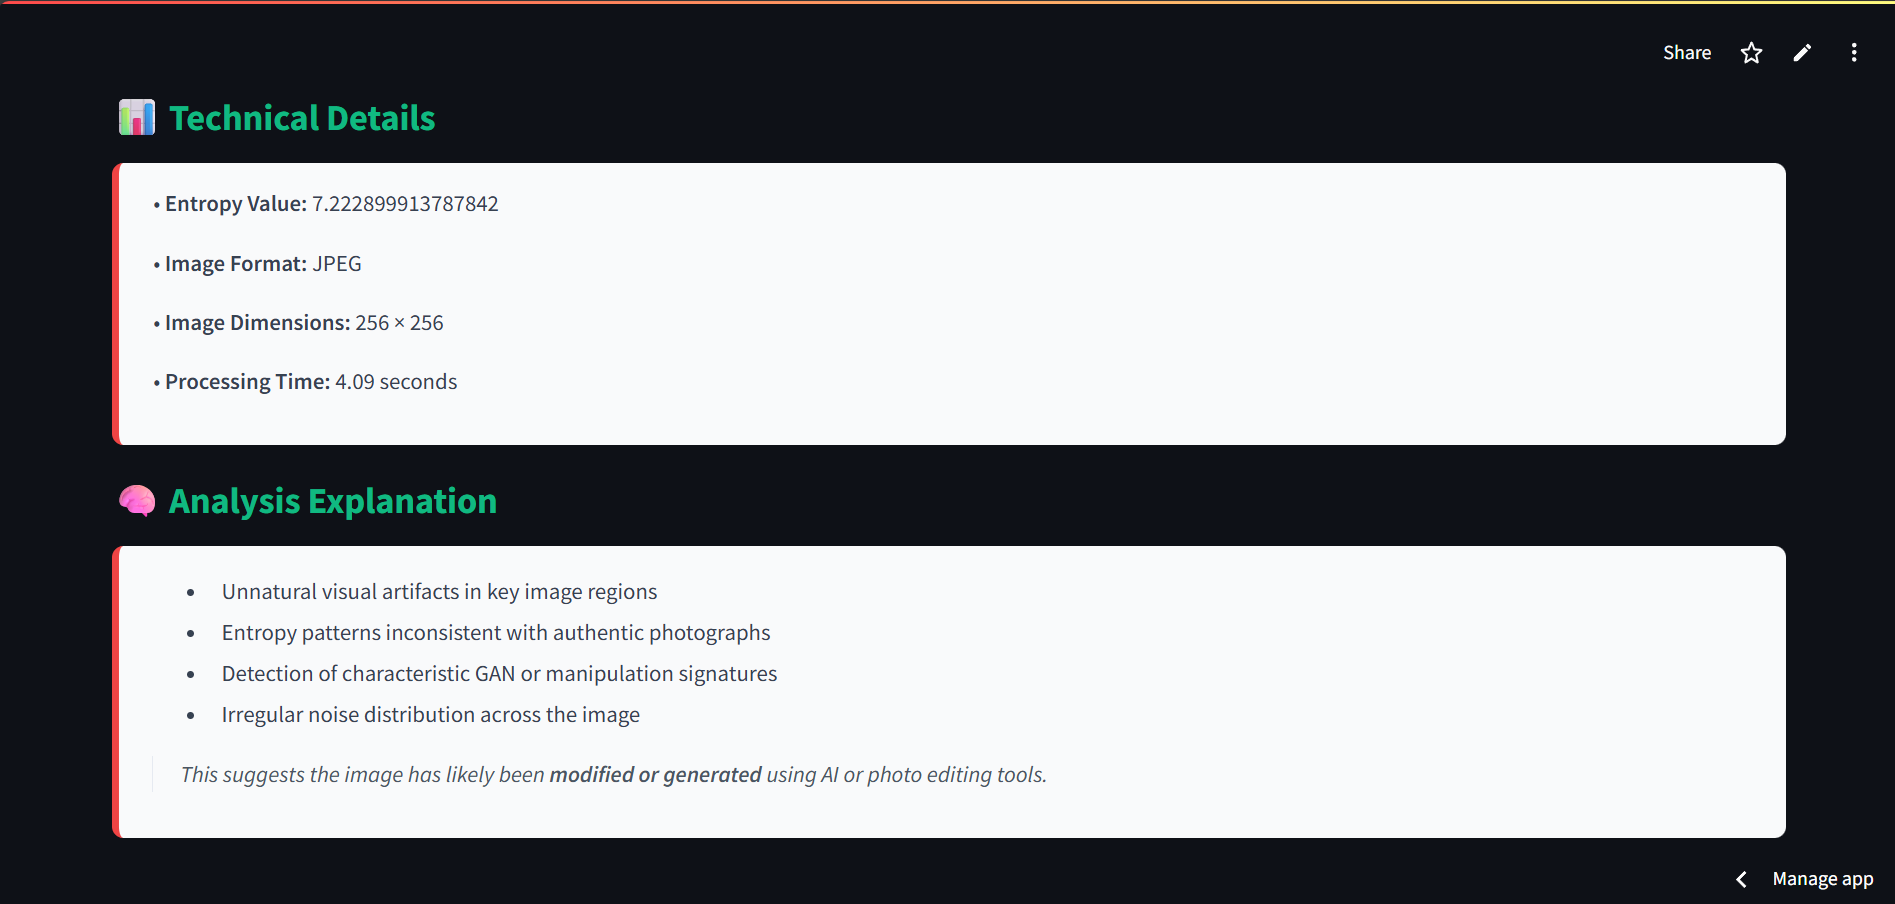 Share
Technical Details
• Entropy Value: 7.222899913787842
• Image Format: JPEG
• Image Dimensions: 256 × 256
• Processing Time: 4.09 seconds
Analysis Explanation
• Unnatural visual artifacts in key image regions
• Entropy patterns inconsistent with authentic photographs
• Detection of characteristic GAN or manipulation signatures
• Irregular noise distribution across the image
This suggests the image has likely been modified or generated using AI or photo editing tools.
Manage app